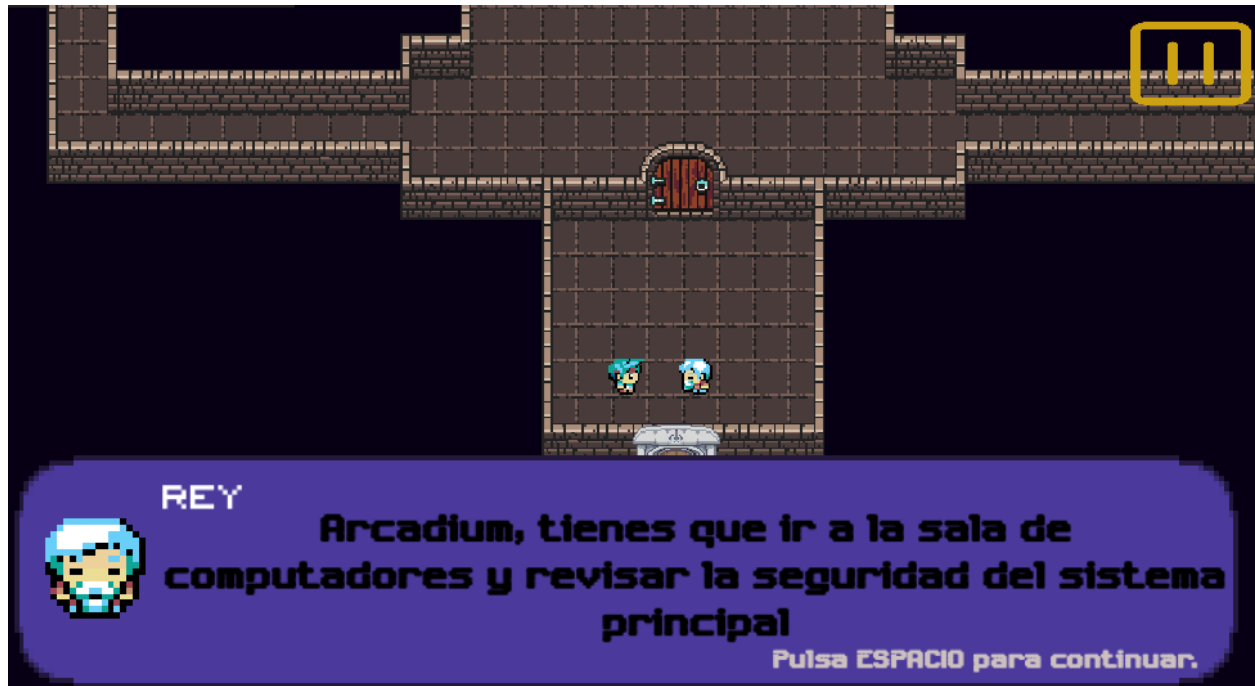 REY
Arcadium, tienes que ir a la sala de
computadores y revisar la seguridad del sistema
principal
Pulsa ESPACIO para continuar.